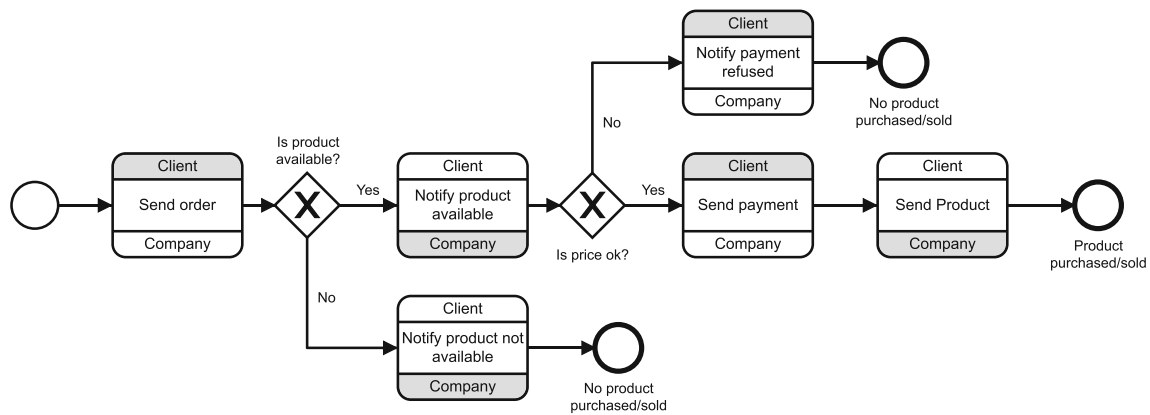 Client
Notify payment
refused
Company
No product
purchased/sold
No
Is product
available?
Client
Send order
Company
X
Yes
Client
Notify product
available
Company
X
Is price ok?
Yes
Client
Send payment
Company
Client
Send Product
Company
Product
purchased/sold
No
Client
Notify product not
available
Company
No product
purchased/sold